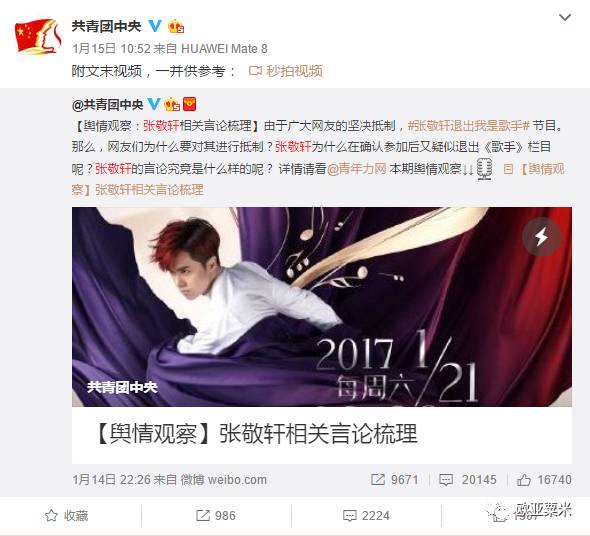 共青团中央
1月15日 10:52 来自 HUAWEI Mate 8
附文末视频，一并供参考： 秒拍视频
@共青团中央
【舆情观察：张敬轩相关言论梳理】由于广大网友的坚决抵制，#张敬轩退出我是歌手# 节目。
那么，网友们为什么要对其进行抵制？张敬轩为什么在确认参加后又疑似退出《歌手》栏目
呢？张敬轩的言论究竟是什么样的呢？ 详情请看@青年力网 本期舆情观察↓↓ 【舆情观
察】张敬轩相关言论梳理
2017 1/21
每周六
共青团中央
【舆情观察】张敬轩相关言论梳理
1月14日 22:26 来自 微博 weibo.com 9671 20145 16740
收藏 986 2224
欧亚粟米